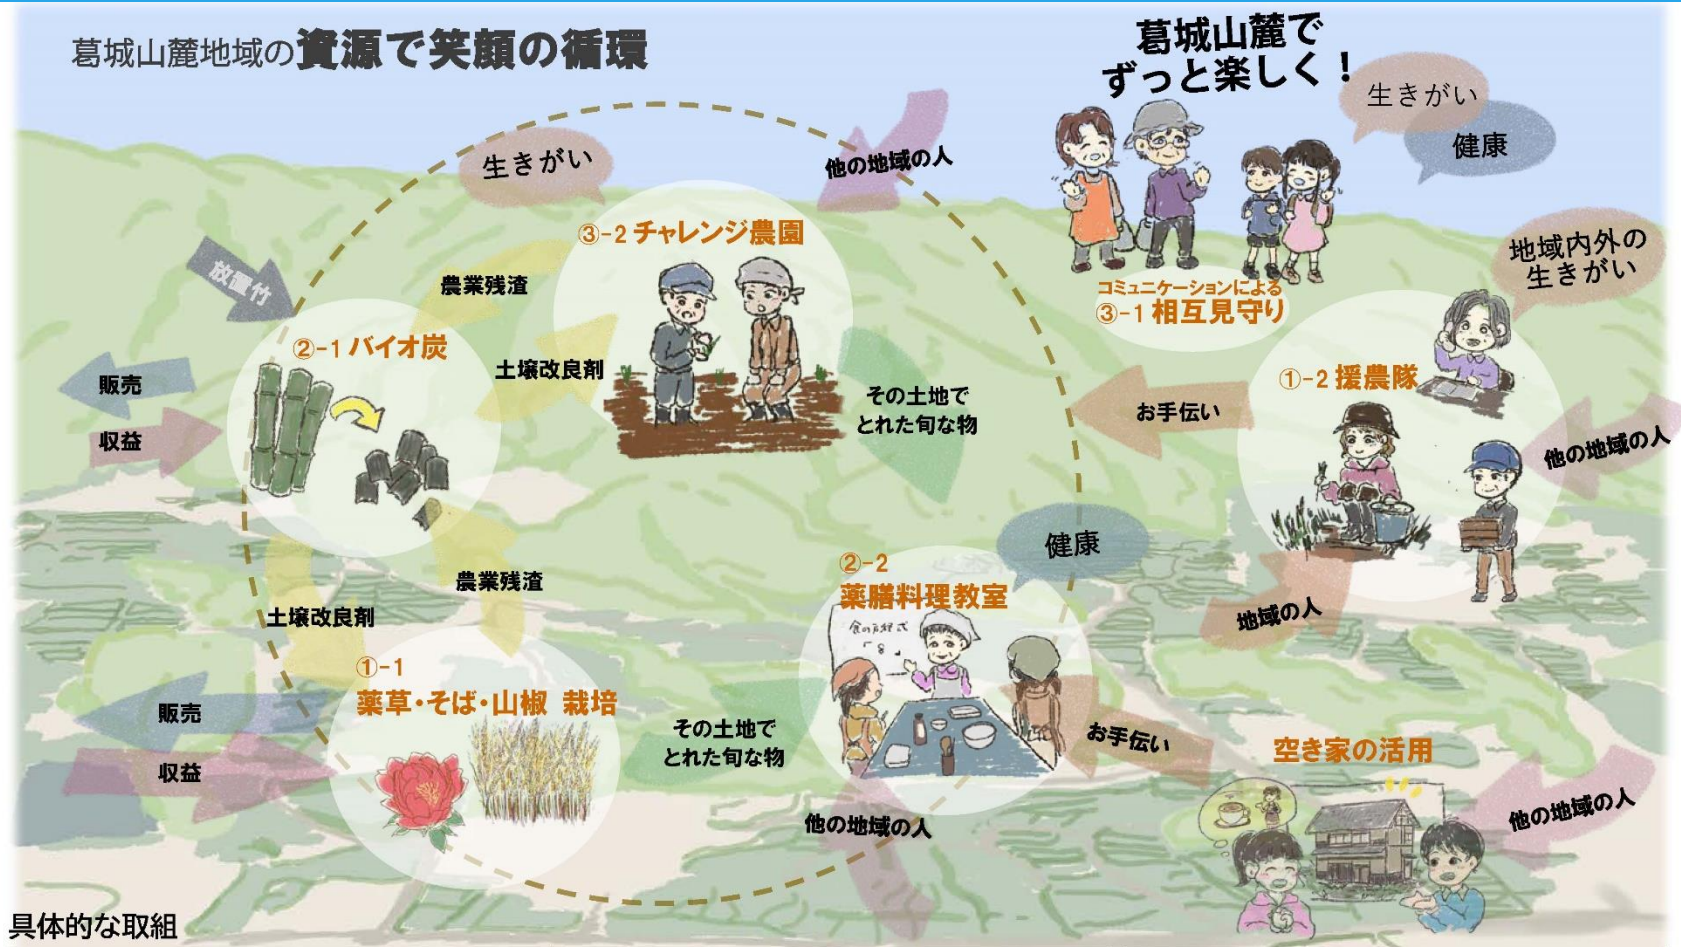 葛城山麓地域の資源で笑顔の循環
葛城山麓で
ずっと楽しく！
生きがい
健康
生きがい
他の地域の人
③-2 チャレンジ農園
地域内外の
生きがい
放置竹
農業残渣
コミュニケーションによる
③-1 相互見守り
②-1 バイオ炭
土壌改良剤
①-2 援農隊
販売
その土地で
とれた旬な物
お手伝い
収益
他の地域の人
健康
②-2
薬膳料理教室
農業残渣
土壌改良剤
地域の人
①-1
薬草・そば・山椒 栽培
販売
その土地で
とれた旬な物
お手伝い
空き家の活用
収益
他の地域の人
他の地域の人
具体的な取組